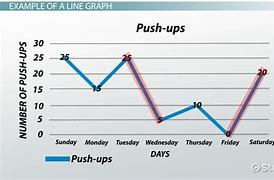 EXAMPLE OF A LINE GRAPH
Push-ups
NUMBER OF PUSH-UPS
30
25
20
15
10
5
0
25
15
25
5
10
0
20
Sunday Monday Tuesday Wednesday Thursday Friday Saturday
DAYS
Push-ups